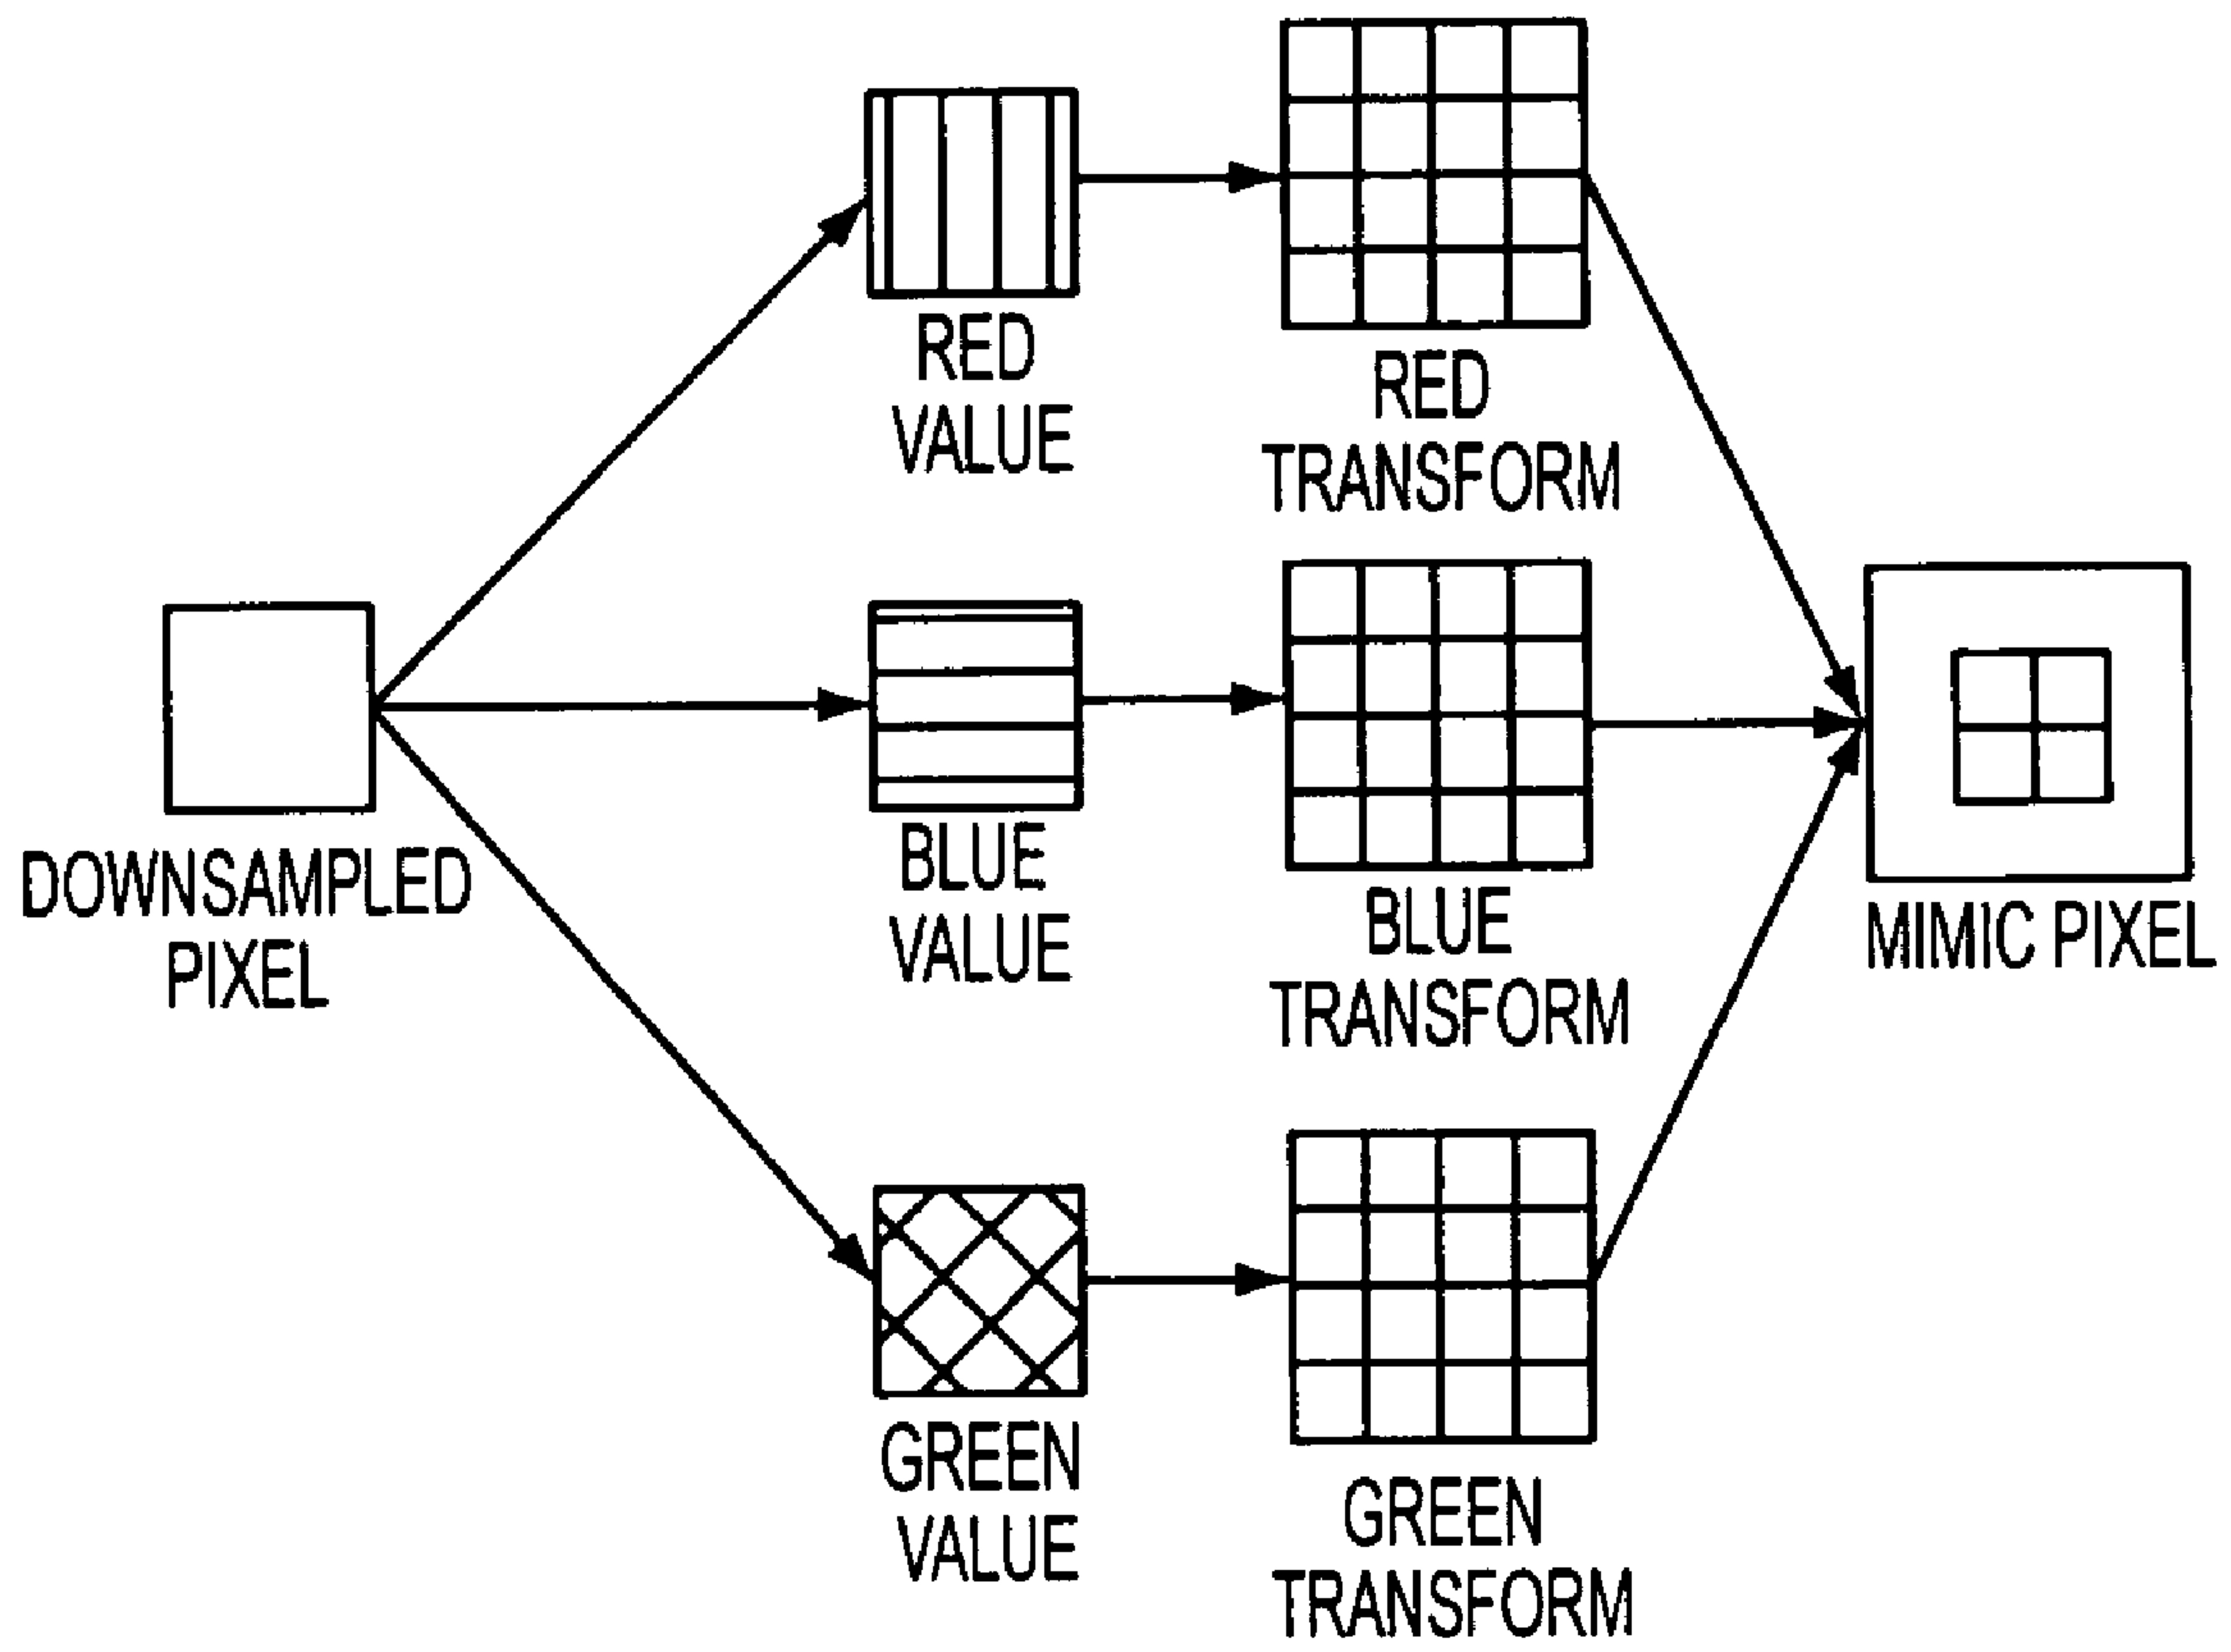 RED
VALUE
RED
TRANSFORM
DOWNSAMPLED
PIXEL
BLUE
VALUE
BLUE
TRANSFORM
MIMIC PIXEL
GREEN
VALUE
GREEN
TRANSFORM